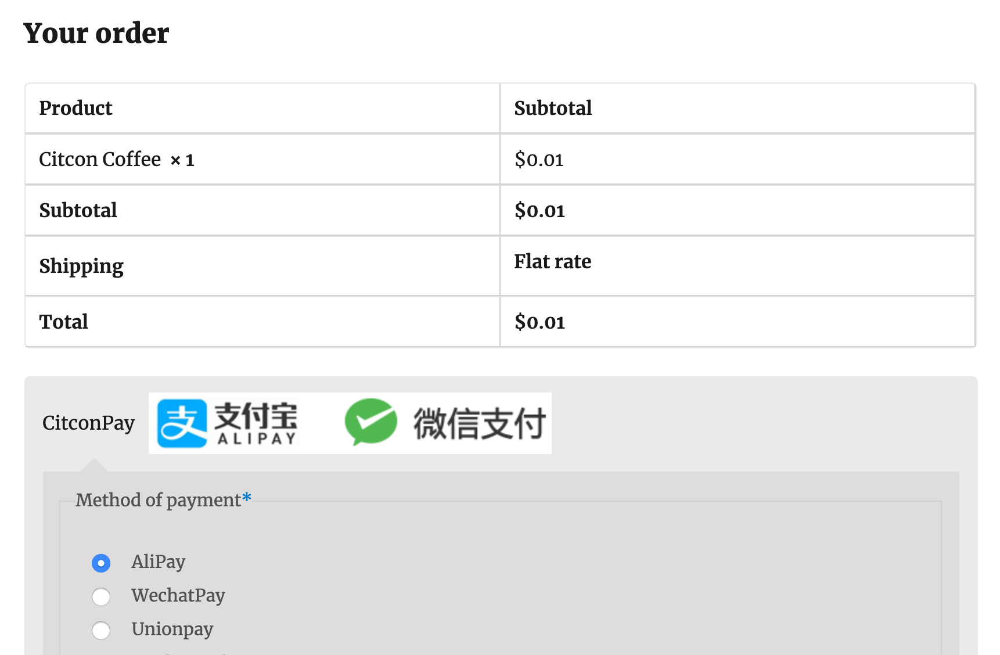 Your order
Product Subtotal
Citcon Coffee × 1 $0.01
Subtotal $0.01
Shipping Flat rate
Total $0.01
CitconPay 支 支付宝 ALIPAY 微信支付
Method of payment*
AliPay
WechatPay
Unionpay